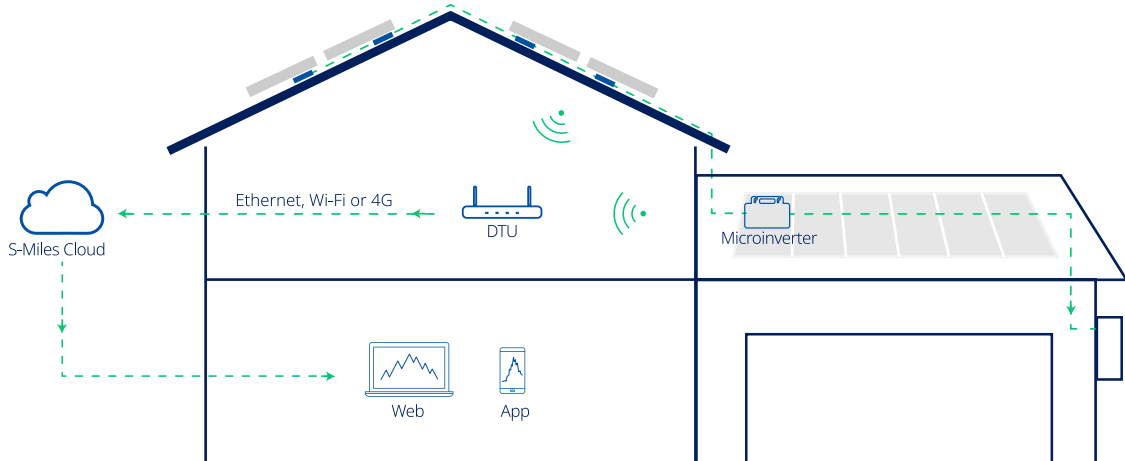 Ethernet, Wi-Fi or 4G
DTU
Microinverter
S-Miles Cloud
Web
App